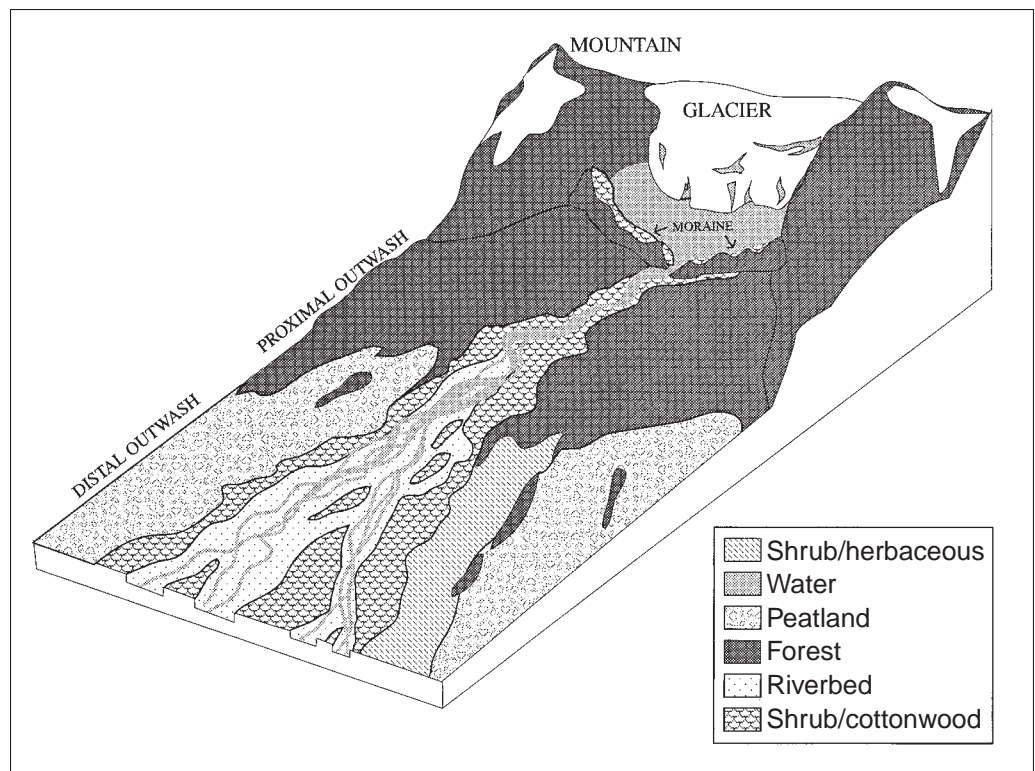 MOUNTAIN
GLACIER
MORAINE
PROXIMAL OUTWASH
DISTAL OUTWASH
Shrub/herbaceous
Water
Peatland
Forest
Riverbed
Shrub/cottonwood